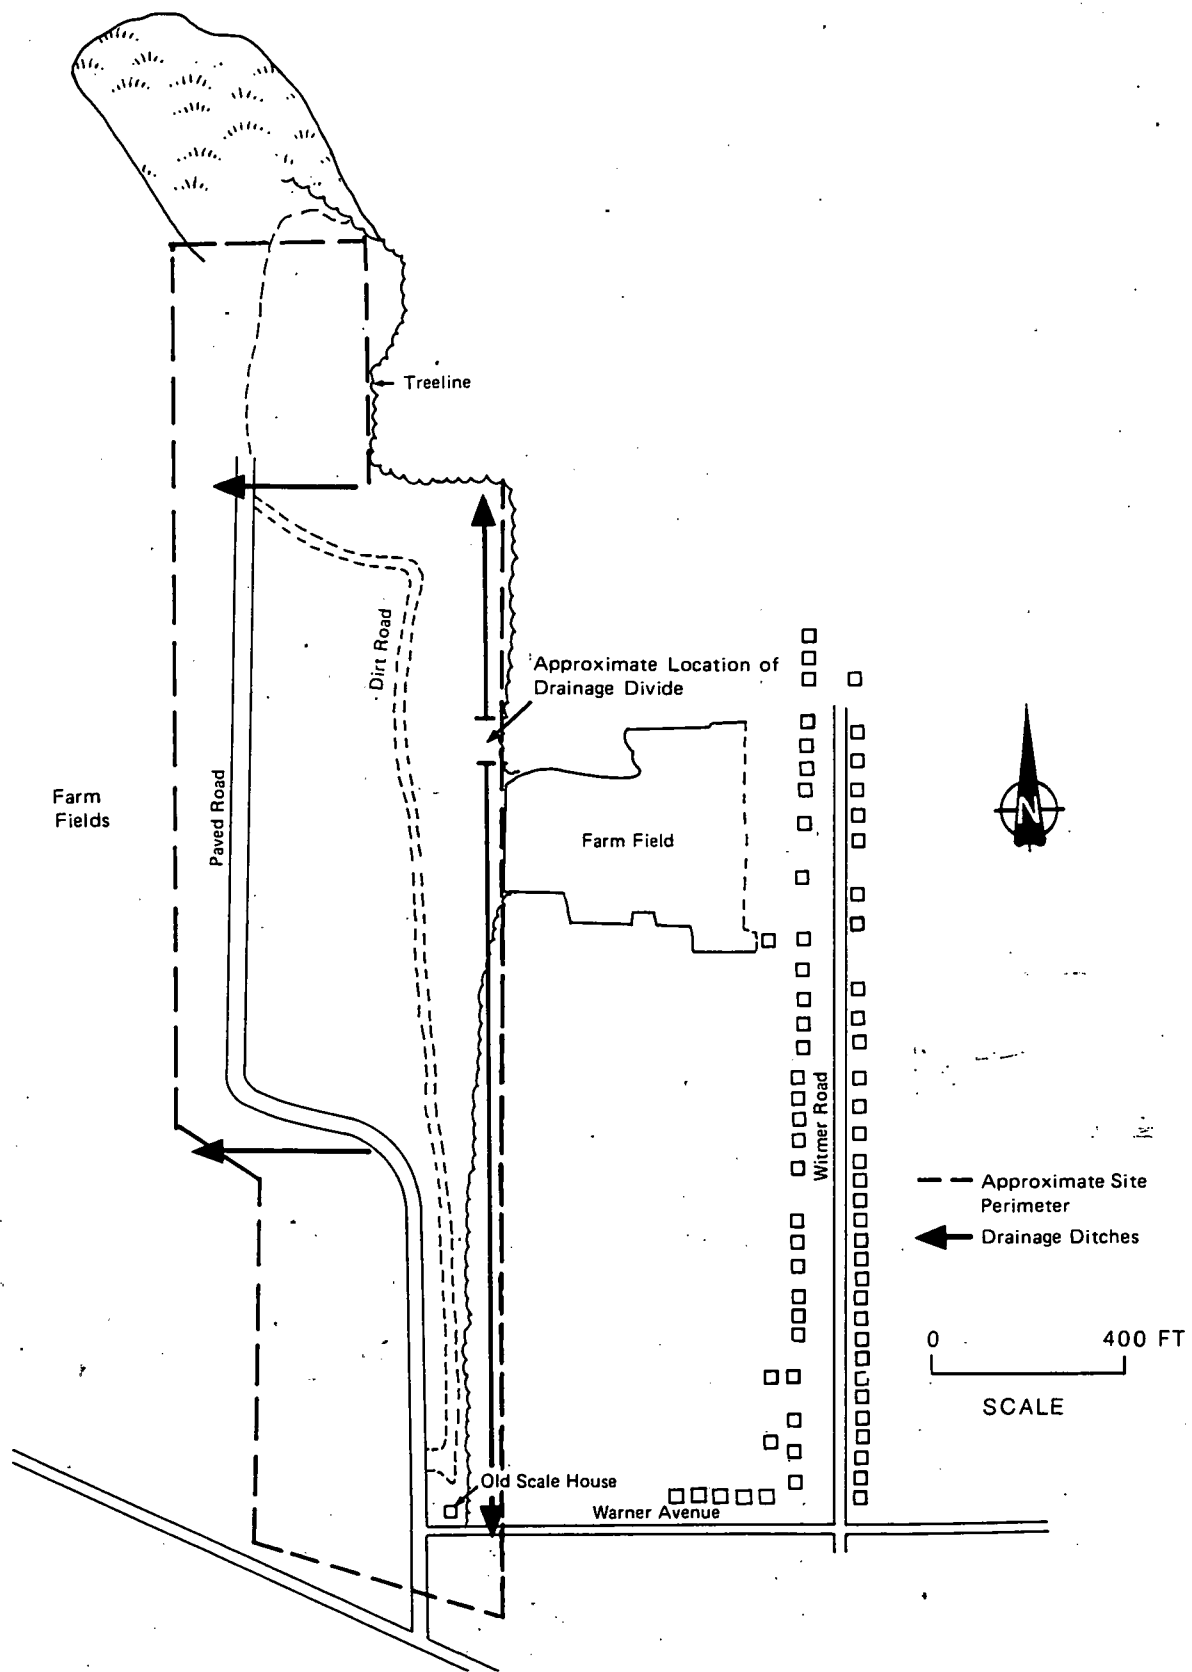 Treeline
Dirt Road
Approximate Location of
Drainage Divide
Farm
Fields
Paved Road
Farm Field
N
Witmer Road
Approximate Site
Perimeter
Drainage Ditches
0 400 FT
SCALE
Old Scale House
Warner Avenue